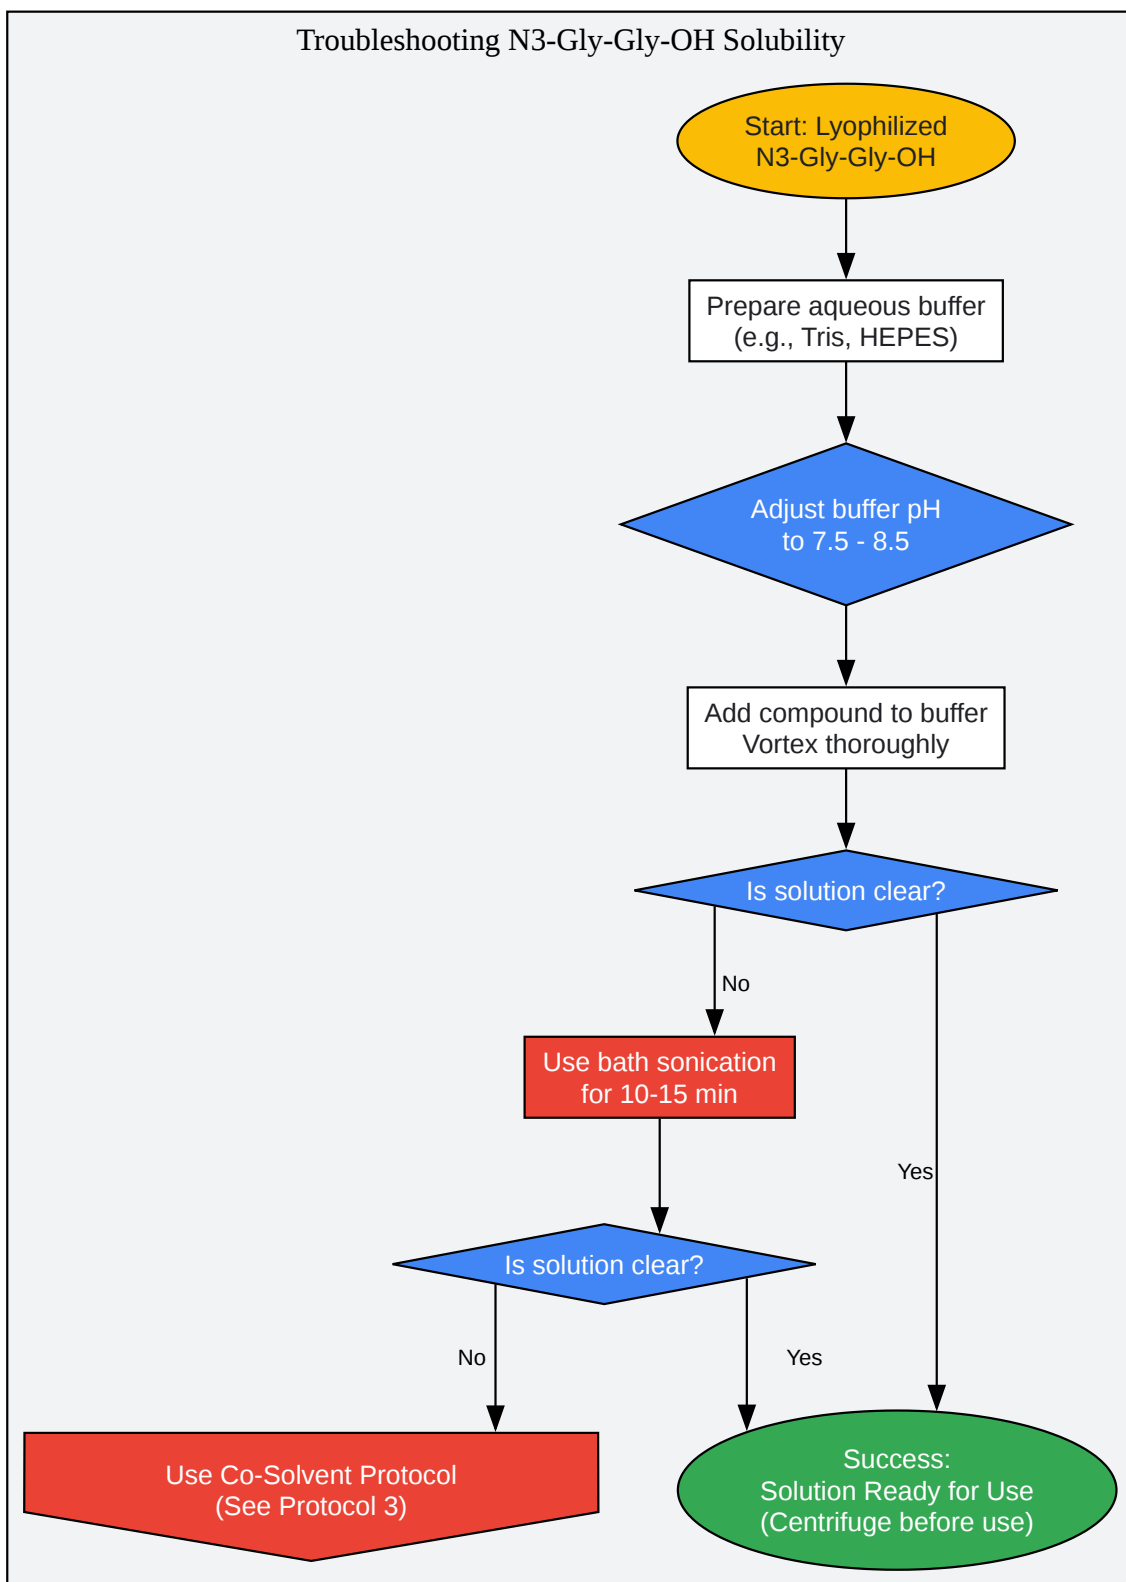 Troubleshooting N3-Gly-Gly-OH Solubility
Start: Lyophilized
N3-Gly-Gly-OH
Prepare aqueous buffer
(e.g., Tris, HEPES)
Adjust buffer pH
to 7.5 - 8.5
Add compound to buffer
Vortex thoroughly
Is solution clear?
No
Use bath sonication
for 10-15 min
Yes
Is solution clear?
No
Yes
Use Co-Solvent Protocol
(See Protocol 3)
Success:
Solution Ready for Use
(Centrifuge before use)